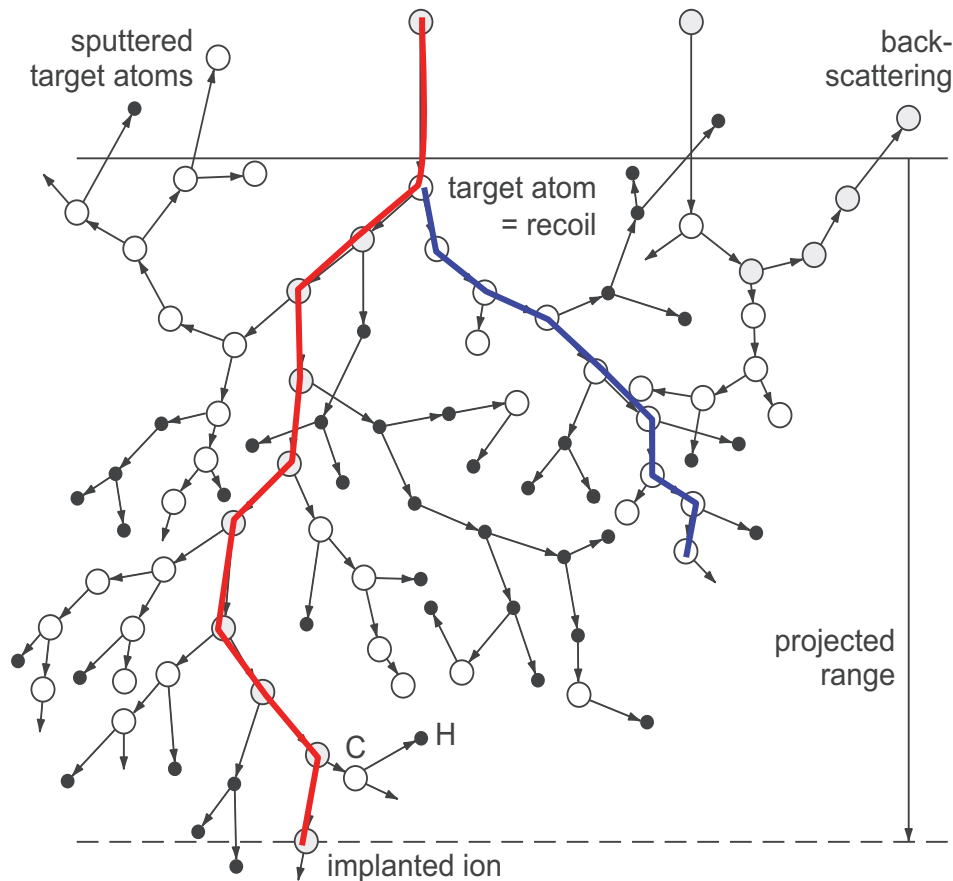 sputtered
target atoms
back-
scattering
target atom
= recoil
projected
range
C
H
implanted ion